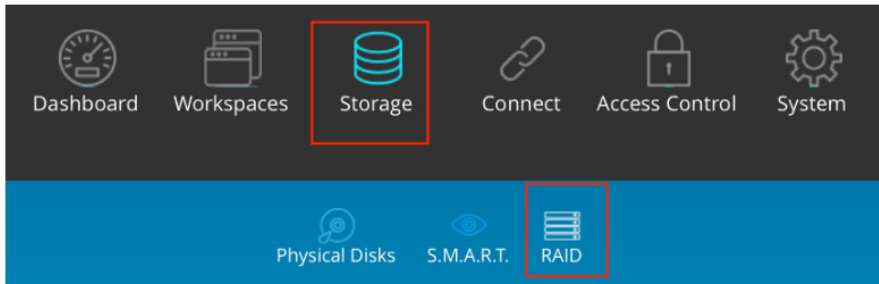 Dashboard Workspaces Storage Connect Access Control System
Physical Disks S.M.A.R.T. RAID